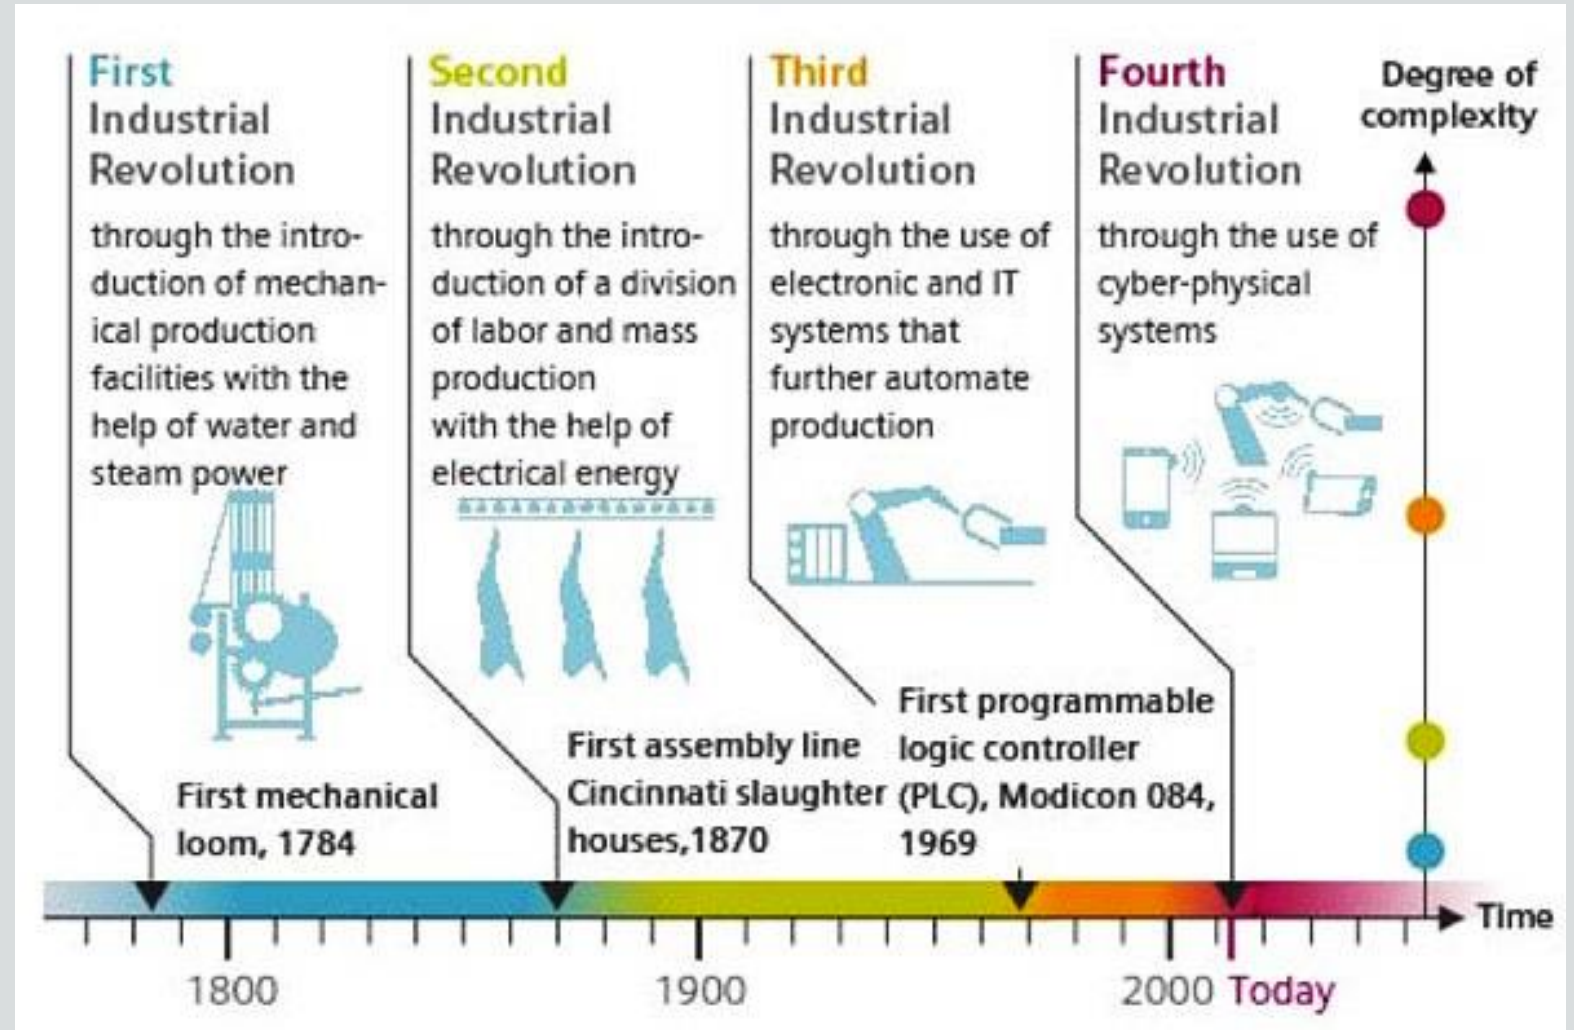 First
Industrial
Revolution
through the intro-
duction of mechan-
ical production
facilities with the
help of water and
steam power
First mechanical
loom, 1784
Second
Industrial
Revolution
through the intro-
duction of a division
of labor and mass
production
with the help of
electrical energy
First assembly line
Cincinnati slaughter
houses,1870
Third
Industrial
Revolution
through the use of
electronic and IT
systems that
further automate
production
First programmable
logic controller
(PLC), Modicon 084,
1969
Fourth
Industrial
Revolution
through the use of
cyber-physical
systems
Degree of
complexity
Time
1800
1900
2000
Today